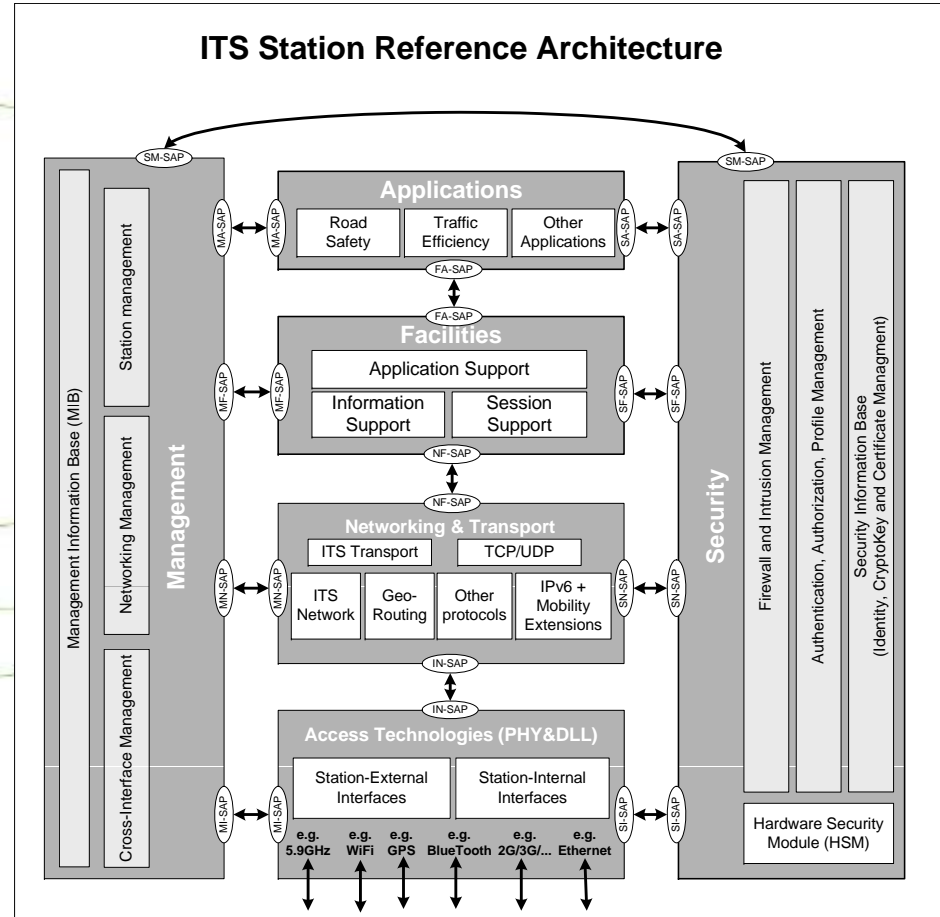 ITS Station Reference Architecture
SM-SAP
SM-SAP
Management Information Base (MIB)
Station management
Networking Management
Cross-Interface Management
Management
MA-SAP
MA-SAP
MF-SAP
MF-SAP
MN-SAP
MN-SAP
MI-SAP
MI-SAP
Applications
Road
Safety
Traffic
Efficiency
Other
Applications
FA-SAP
FA-SAP
Facilities
Application Support
Information
Support
Session
Support
NF-SAP
NF-SAP
Networking & Transport
ITS Transport
TCP/UDP
ITS
Network
Geo-
Routing
Other
protocols
IPv6 +
Mobility
Extensions
IN-SAP
IN-SAP
Access Technologies (PHY&DLL)
Station-External
Interfaces
Station-Internal
Interfaces
e.g.
5.9GHz
e.g.
WiFi
e.g.
GPS
e.g.
BlueTooth
e.g.
2G/3G/...
e.g.
Ethernet
SA-SAP
SA-SAP
SF-SAP
SF-SAP
SN-SAP
SN-SAP
SI-SAP
SI-SAP
Security
Firewall and Intrusion Management
Authentication, Authorization, Profile Management
Security Information Base
(Identity, CryptoKey and Certificate Managment)
Hardware Security
Module (HSM)